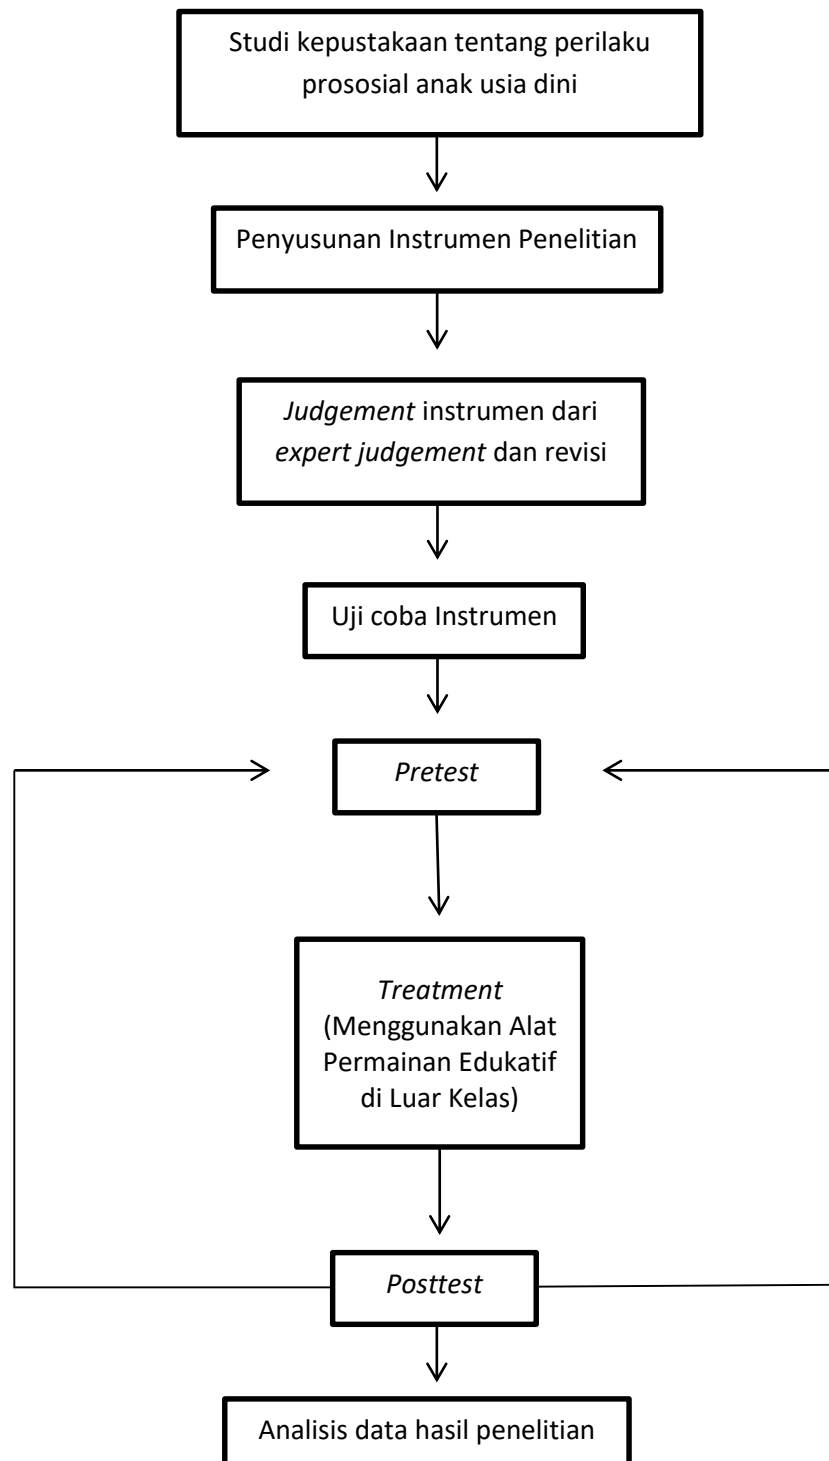 Studi kepustakaan tentang perilaku
prososial anak usia dini
Penyusunan Instrumen Penelitian
Judgement instrumen dari
expert judgement dan revisi
Uji coba Instrumen
Pretest
Treatment
(Menggunakan Alat
Permainan Edukatif
di Luar Kelas)
Posttest
Analisis data hasil penelitian